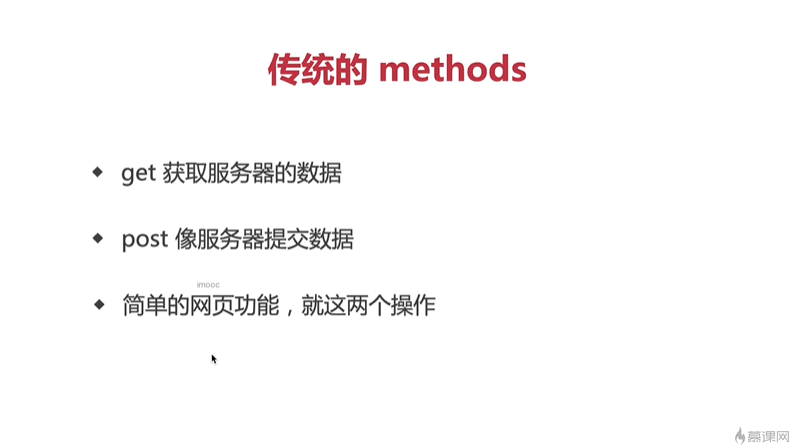 传统的 methods
get 获取服务器的数据
post 像服务器提交数据
imooc
简单的网页功能，就这两个操作
慕课网